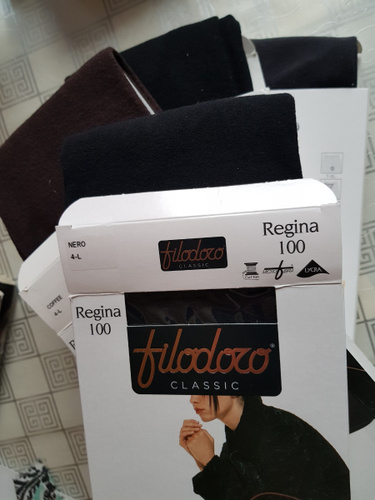 NERO
4-L
filodoro
CLASSIC
Regina
100
LYCRA
COFFEE
4-L
Regina
100
filodoro®
CLASSIC